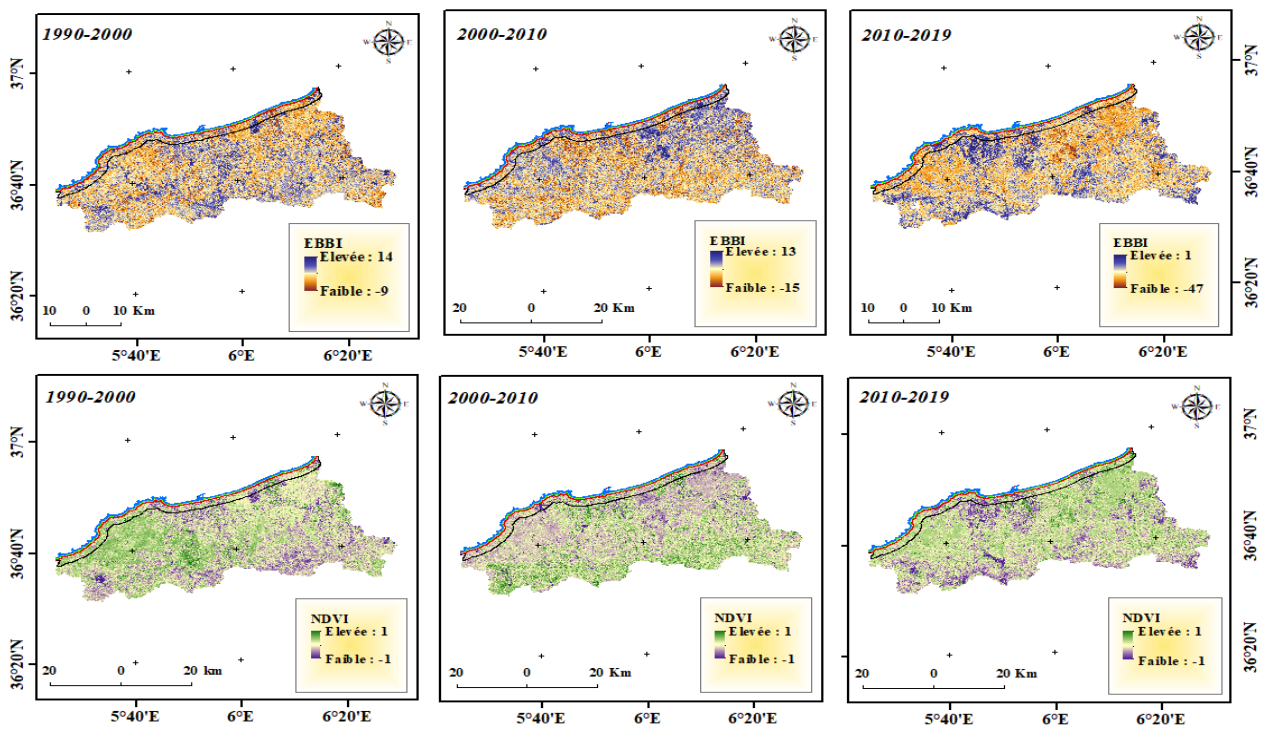 1990-2000
N
W
E
S
EBBI
Elevée : 14
Faible : -9
10 0 10 Km
2000-2010
N
W
E
S
EBBI
Elevée : 13
Faible : -15
20 0 20 Km
2010-2019
N
W
E
S
EBBI
Elevée : 1
Faible : -47
10 0 10 Km
37°N
36°40'N
36°20'N
37°N
36°40'N
36°20'N
5°40'E 6°E 6°20'E
5°40'E 6°E 6°20'E
5°40'E 6°E 6°20'E
1990-2000
N
W
E
S
NDVI
Elevée : 1
Faible : -1
20 0 20 km
2000-2010
N
W
E
S
NDVI
Elevée : 1
Faible : -1
20 0 20 Km
2010-2019
N
W
E
S
NDVI
Elevée : 1
Faible : -1
20 0 20 Km
37°N
36°40'N
36°20'N
37°N
36°40'N
36°20'N
5°40'E 6°E 6°20'E
5°40'E 6°E 6°20'E
5°40'E 6°E 6°20'E